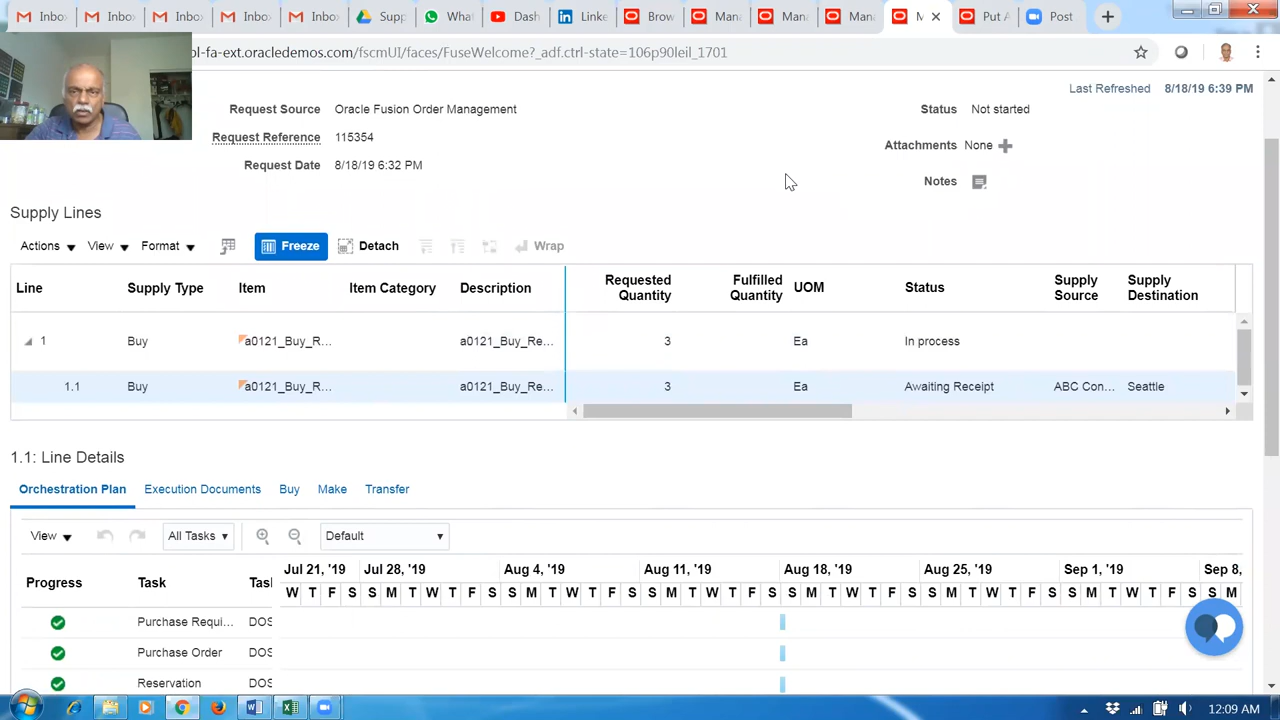 Inbo Inbo Inbo Inbo Inbo Supp Wha Dasl Linke Brow Man Mana Man M Put A Post
ol-fa-ext.oracledemos.com/fscmUI/faces/FuseWelcome?_adf.ctrl-state=106p90leil_1701
Last Refreshed 8/18/19 6:39 PM
Request Source Oracle Fusion Order Management Status Not started
Request Reference 115354 Attachments None
Request Date 8/18/19 6:32 PM Notes
Supply Lines
Actions View Format Freeze Detach Wrap
Line Supply Type Item Item Category Description Requested Quantity Fulfilled Quantity UOM Status Supply Source Supply Destination
1 Buy a0121_Buy_R... a0121_Buy_Re... 3 Ea In process
1.1 Buy a0121_Buy_R... a0121_Buy_Re... 3 Ea Awaiting Receipt ABC Con... Seattle
1.1: Line Details
Orchestration Plan Execution Documents Buy Make Transfer
View All Tasks Default
Progress Task Task Jul 21, '19 Jul 28, '19 Aug 4, '19 Aug 11, '19 Aug 18, '19 Aug 25, '19 Sep 1, '19 Sep 8,
W T F S S M T W T F S S M T W T F S S M T W T F S S M T W T F S S M T W T F S S M T W T F S S M
Purchase Requi... DOS
Purchase Order DOS
Reservation DOS
12:09 AM